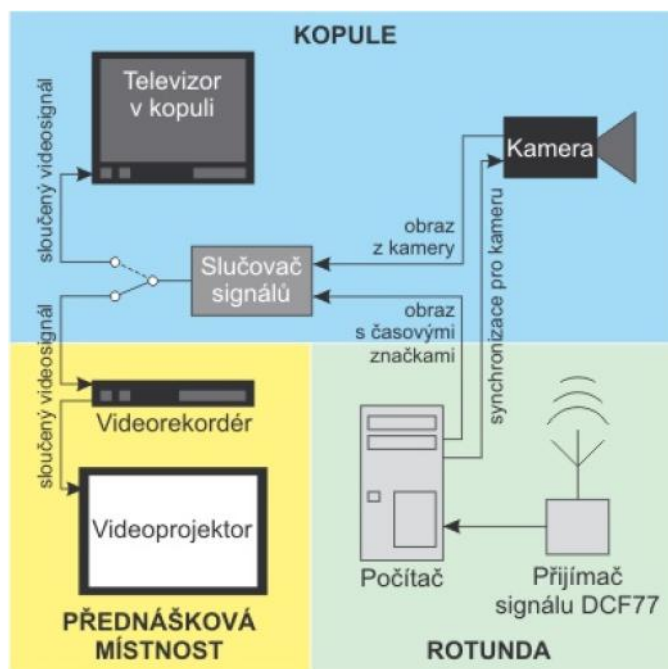 KOPULE
Televizor
v kopuli
sloučený videosignál
Kamera
obraz
z kamery
synchronizace pro kameru
Slučovač
signálů
obraz
s časovými
značkami
sloučený videosignál
Videorekordér
Videoprojektor
PŘEDNÁŠKOVÁ
MÍSTNOST
Počítač
Přijímač
signálu DCF77
ROTUNDA